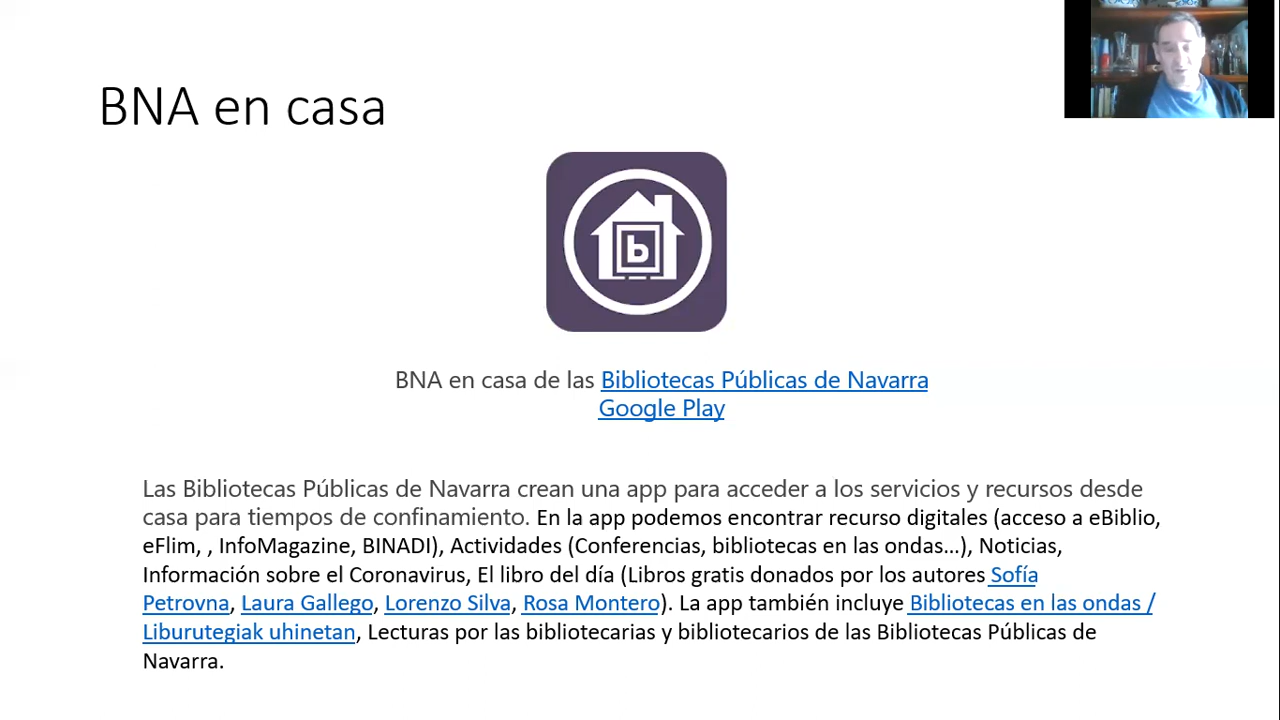 BNA en casa
b
BNA en casa de las Bibliotecas Públicas de Navarra
Google Play
Las Bibliotecas Públicas de Navarra crean una app para acceder a los servicios y recursos desde
casa para tiempos de confinamiento. En la app podemos encontrar recurso digitales (acceso a eBiblio,
eFlim, , InfoMagazine, BINADI), Actividades (Conferencias, bibliotecas en las ondas…), Noticias,
Información sobre el Coronavirus, El libro del día (Libros gratis donados por los autores Sofía
Petrovna, Laura Gallego, Lorenzo Silva, Rosa Montero). La app también incluye Bibliotecas en las ondas /
Liburutegiak uhinetan, Lecturas por las bibliotecarias y bibliotecarios de las Bibliotecas Públicas de
Navarra.